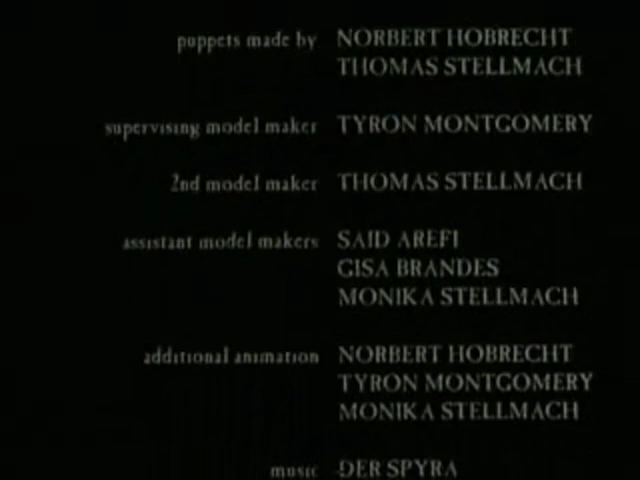 puppets made by NORBERT HOBRECHT
THOMAS STELLMACH
supervising model maker TYRON MONTGOMERY
2nd model maker THOMAS STELLMACH
assistant model makers SAID AREFI
GISA BRANDES
MONIKA STELLMACH
additional animation NORBERT HOBRECHT
TYRON MONTGOMERY
MONIKA STELLMACH
music DER SPYRA